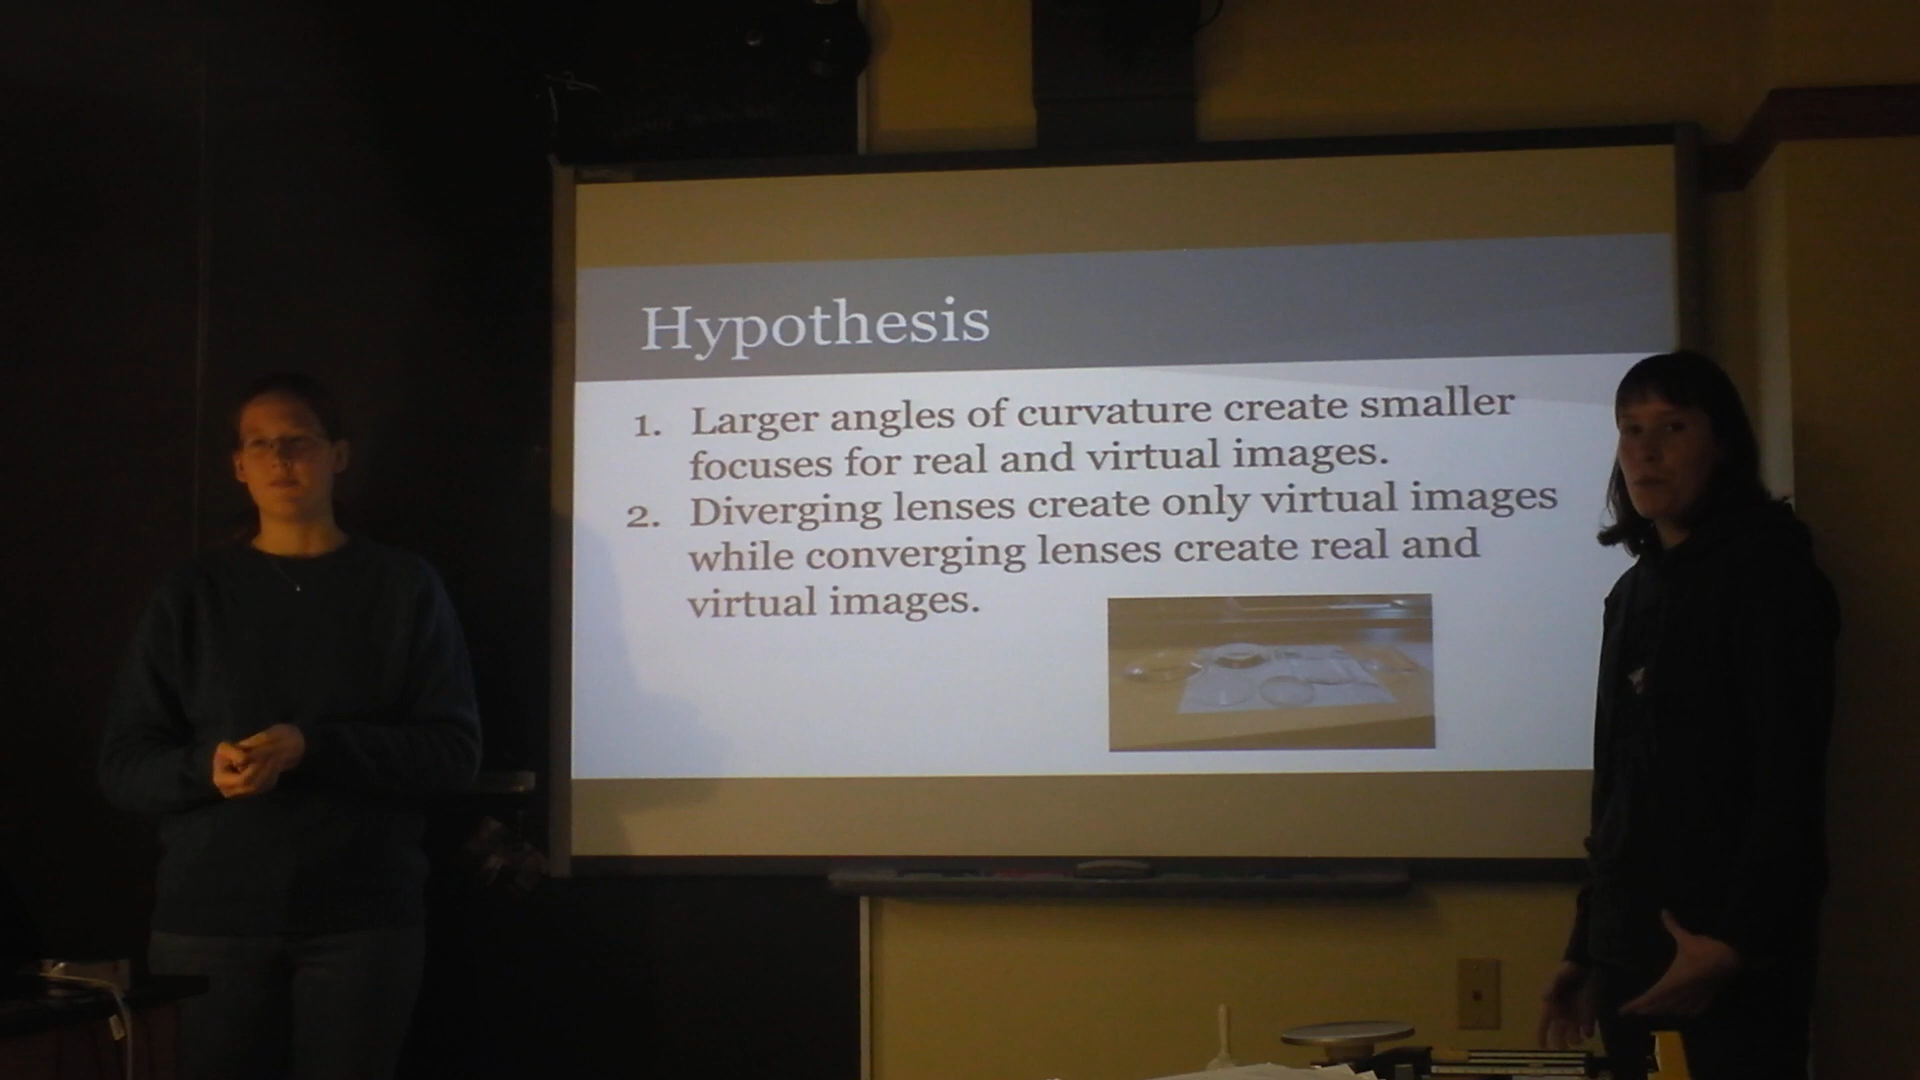 Hypothesis
1. Larger angles of curvature create smaller
focuses for real and virtual images.
2. Diverging lenses create only virtual images
while converging lenses create real and
virtual images.